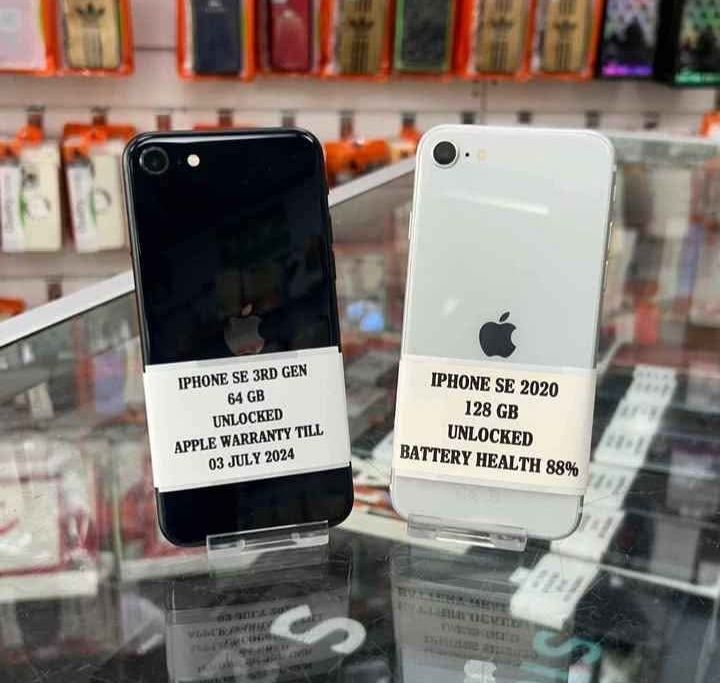 IPHONE SE 3RD GEN
64 GB
UNLOCKED
APPLE WARRANTY TILL
03 JULY 2024
IPHONE SE 2020
128 GB
UNLOCKED
BATTERY HEALTH 88%